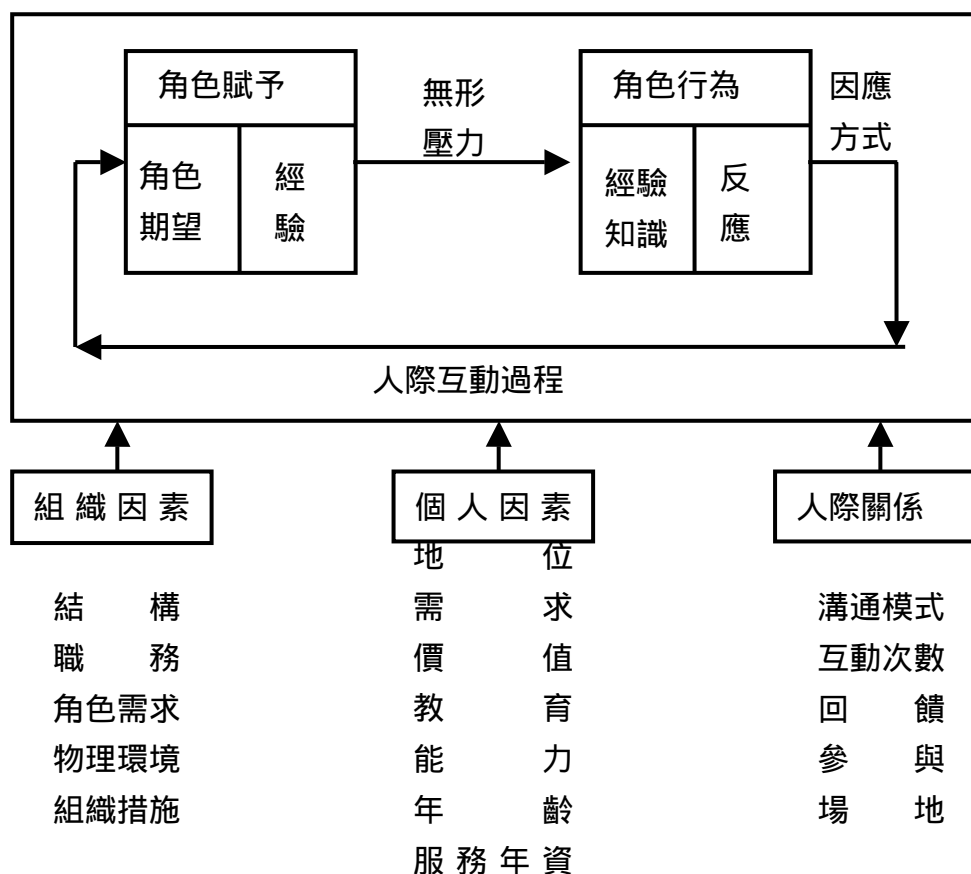 角色賦予
無形
壓力
角色行為
因應
方式
角色
期望
經
驗
經驗
知識
反
應
人際互動過程
組織因素
個人因素
人際關係
地位
結構
需求
溝通模式
職務
價值
互動次數
角色需求
教育
回饋
物理環境
能力
參與
組織措施
年齡
場地
服務年資